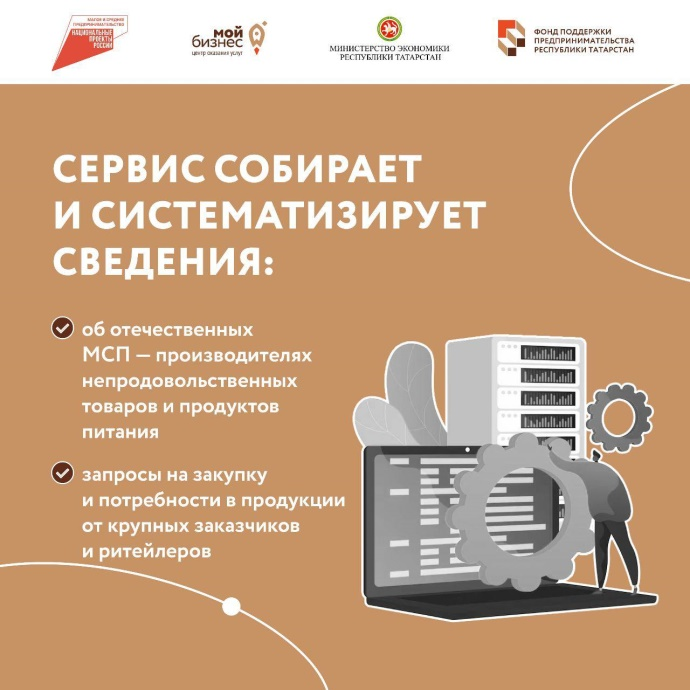 МАЛОЕ И СРЕДНЕЕ
ПРЕДПРИНИМАТЕЛЬСТВО
НАЦИОНАЛЬНЫЕ
ПРОЕКТЫ
РОССИИ
МОЙ
бизнес
центр оказания услуг
МИНИСТЕРСТВО ЭКОНОМИКИ
РЕСПУБЛИКИ ТАТАРСТАН
ФОНД ПОДДЕРЖКИ
ПРЕДПРИНИМАТЕЛЬСТВА
РЕСПУБЛИКИ ТАТАРСТАН
СЕРВИС СОБИРАЕТ
И СИСТЕМАТИЗИРУЕТ
СВЕДЕНИЯ:
об отечественных
МСП — производителях
непродовольственных
товаров и продуктов
питания
запросы на закупку
и потребности в продукции
от крупных заказчиков
и ритейлеров